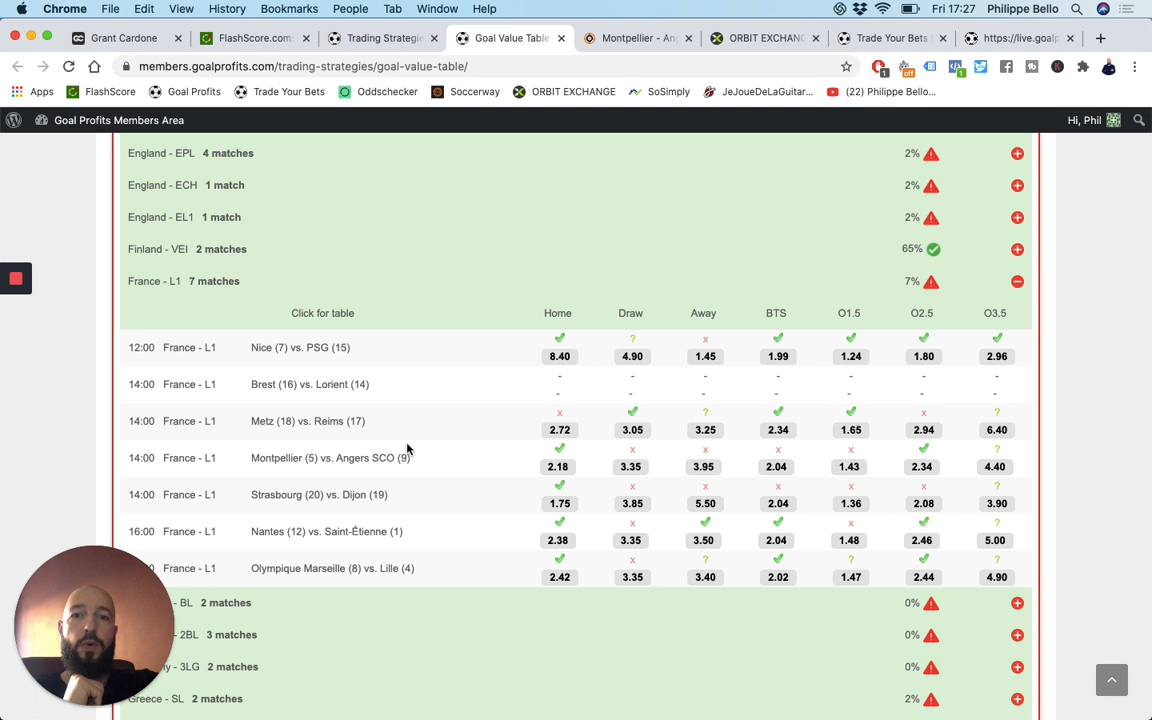 Chrome File Edit View History Bookmarks People Tab Window Help Fri 17:27 Philippe Bello
Grant Cardone FlashScore.com: Trading Strategie Goal Value Table Montpellier - Ang ORBIT EXCHANG Trade Your Bets https://live.goalp
members.goalprofits.com/trading-strategies/goal-value-table/
1 off 1
Apps FlashScore Goal Profits Trade Your Bets Oddschecker Soccerway ORBIT EXCHANGE SoSimply JeJoueDeLaGuitar... (22) Philippe Bello...
Goal Profits Members Area Hi, Phil
England - EPL 4 matches 2%
England - ECH 1 match 2%
England - EL1 1 match 2%
Finland - VEI 2 matches 65%
France - L1 7 matches 7%
Click for table Home Draw Away BTS O1.5 O2.5 O3.5
? x
12:00 France - L1 Nice (7) vs. PSG (15)
8.40 4.90 1.45 1.99 1.24 1.80 2.96
- - - - - - -
14:00 France - L1 Brest (16) vs. Lorient (14)
- - - - - - -
x ? x ?
14:00 France - L1 Metz (18) vs. Reims (17)
2.72 3.05 3.25 2.34 1.65 2.94 6.40
x x x x ?
14:00 France - L1 Montpellier (5) vs. Angers SCO (9)
2.18 3.35 3.95 2.04 1.43 2.34 4.40
x x x x x ?
14:00 France - L1 Strasbourg (20) vs. Dijon (19)
1.75 3.85 5.50 2.04 1.36 2.08 3.90
x x ?
16:00 France - L1 Nantes (12) vs. Saint-Étienne (1)
2.38 3.35 3.50 2.04 1.48 2.46 5.00
x ? ? ?
0 France - L1 Olympique Marseille (8) vs. Lille (4)
2.42 3.35 3.40 2.02 1.47 2.44 4.90
- BL 2 matches 0%
- 2BL 3 matches 0%
y - 3LG 2 matches 0%
Greece - SL 2 matches 2%